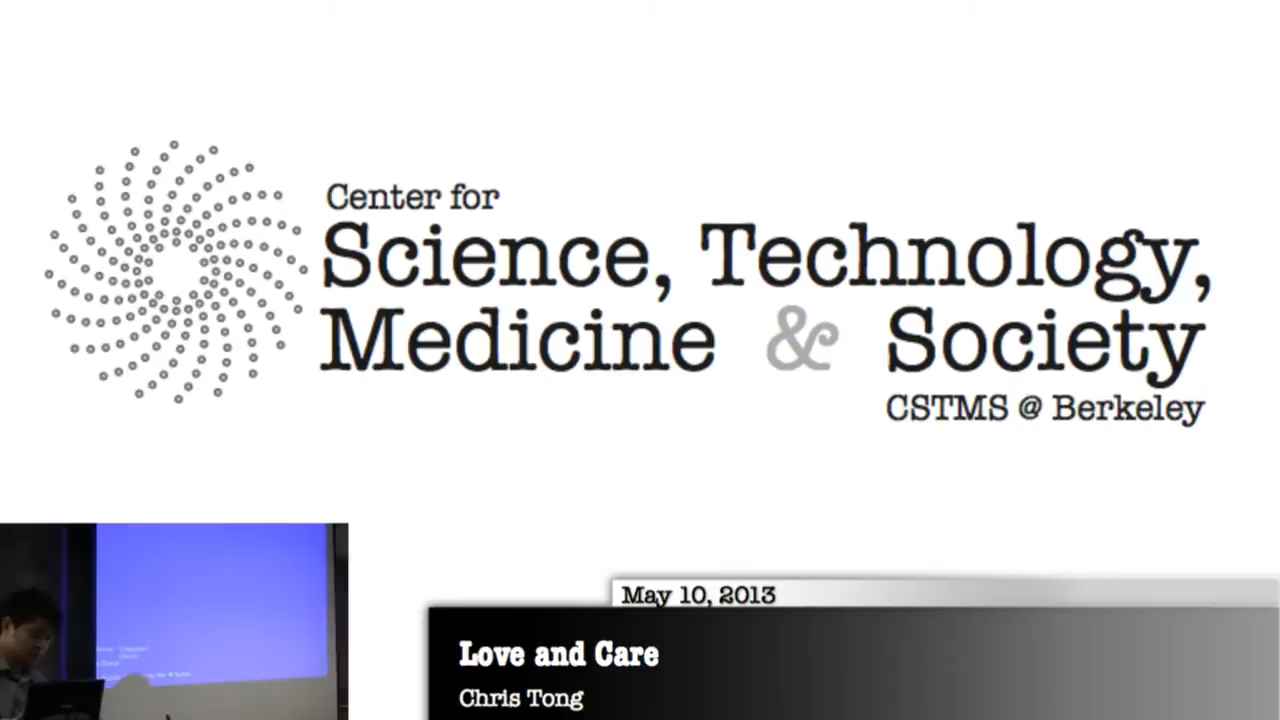 Center for
Science, Technology,
Medicine & Society
CSTMS @ Berkeley
May 10, 2013
Love and Care
Chris Tong